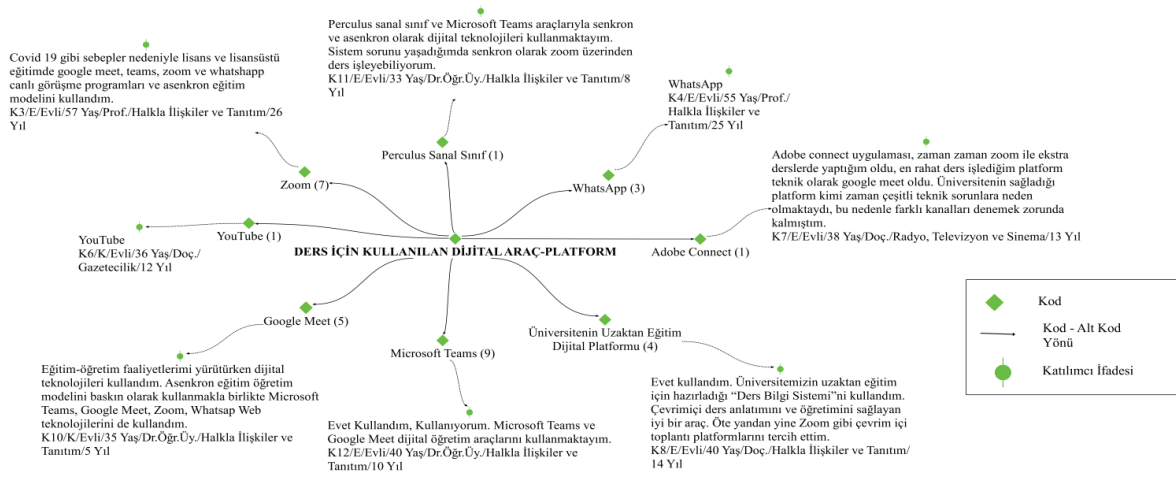 Perculus sanal sınıf ve Microsoft Teams araçlarıyla senkron
ve asenkron olarak dijital teknolojileri kullanmaktayım.
Sistem sorunu yaşadığımda senkron olarak zoom üzerinden
ders işleyebiliyorum.
K11/E/Evli/33 Yaş/Dr.Öğr.Üy./Halkla İlişkiler ve Tanıtım/8
Yıl
Covid 19 gibi sebepler nedeniyle lisans ve lisansüstü
eğitimde google meet, teams, zoom ve whatshapp
canlı görüşme programları ve asenkron eğitim
modelini kullandım.
K3/E/Evli/57 Yaş/Prof./Halkla İlişkiler ve Tanıtım/26
Yıl
WhatsApp
K4/E/Evli/55 Yaş/Prof./
Halkla İlişkiler ve
Tanıtım/25 Yıl
Perculus Sanal Sınıf (1)
Zoom (7)
WhatsApp (3)
Adobe connect uygulaması, zaman zaman zoom ile ekstra
derslerde yaptığım oldu, en rahat ders işlediğim platform
teknik olarak google meet oldu. Üniversitenin sağladığı
platform kimi zaman çeşitli teknik sorunlara neden
olmaktaydı, bu nedenle farklı kanalları denemek zorunda
kalmıştım.
K7/E/Evli/38 Yaş/Doç./Radyo, Televizyon ve Sinema/13 Yıl
YouTube
K6/K/Evli/36 Yaş/Doç./
Gazetecilik/12 Yıl
YouTube (1)
DERS İÇİN KULLANILAN DİJİTAL ARAÇ-PLATFORM
Adobe Connect (1)
Google Meet (5)
Microsoft Teams (9)
Üniversitenin Uzaktan Eğitim
Dijital Platformu (4)
Kod
Kod - Alt Kod
Yönü
Katılımcı İfadesi
Eğitim-öğretim faaliyetlerimi yürütürken dijital
teknolojileri kullandım. Asenkron eğitim öğretim
modelini baskın olarak kullanmakla birlikte Microsoft
Teams, Google Meet, Zoom, Whatsap Web
teknolojilerini de kullandım.
K10/K/Evli/35 Yaş/Dr.Öğr.Üy./Halkla İlişkiler ve
Tanıtım/5 Yıl
Evet Kullandım, Kullanıyorum. Microsoft Teams ve
Google Meet dijital öğretim araçlarını kullanmaktayım.
K12/E/Evli/40 Yaş/Dr.Öğr.Üy./Halkla İlişkiler ve
Tanıtım/10 Yıl
Evet kullandım. Üniversitemizin uzaktan eğitim
için hazırladığı “Ders Bilgi Sistemi”ni kullandım.
Çevrimiçi ders anlatımını ve öğretimini sağlayan
iyi bir araç. Öte yandan yine Zoom gibi çevrim içi
toplantı platformlarını tercih ettim.
K8/E/Evli/40 Yaş/Doç./Halkla İlişkiler ve Tanıtım/
14 Yıl